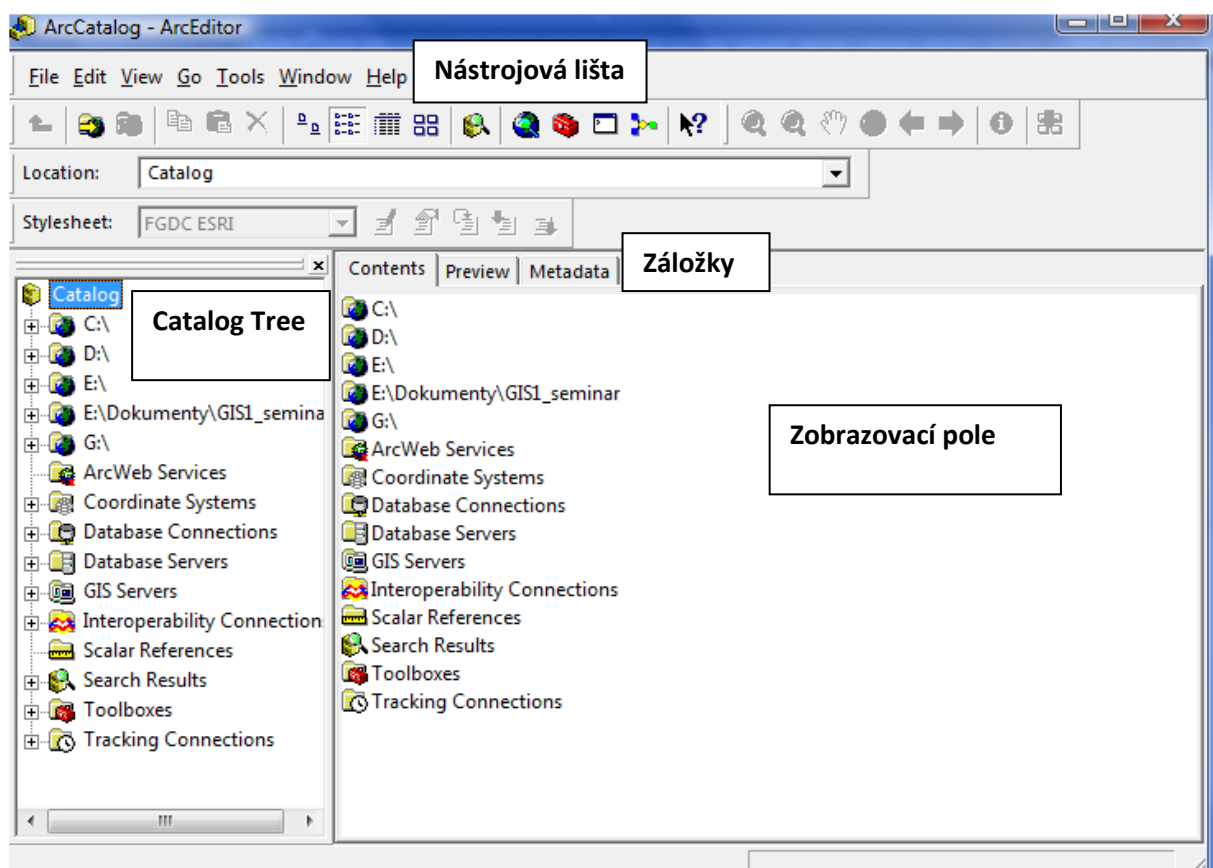 ArcCatalog - ArcEditor
File Edit View Go Tools Window Help
Nástrojová lišta
Location: Catalog
Stylesheet: FGDC ESRI
Contents Preview Metadata
Záložky
Catalog
C:\
D:\
E:\
E:\Dokumenty\GIS1_semina
G:\
ArcWeb Services
Coordinate Systems
Database Connections
Database Servers
GIS Servers
Interoperability Connection
Scalar References
Search Results
Toolboxes
Tracking Connections
Catalog Tree
C:\
D:\
E:\
E:\Dokumenty\GIS1_seminar
G:\
ArcWeb Services
Coordinate Systems
Database Connections
Database Servers
GIS Servers
Interoperability Connections
Scalar References
Search Results
Toolboxes
Tracking Connections
Zobrazovací pole